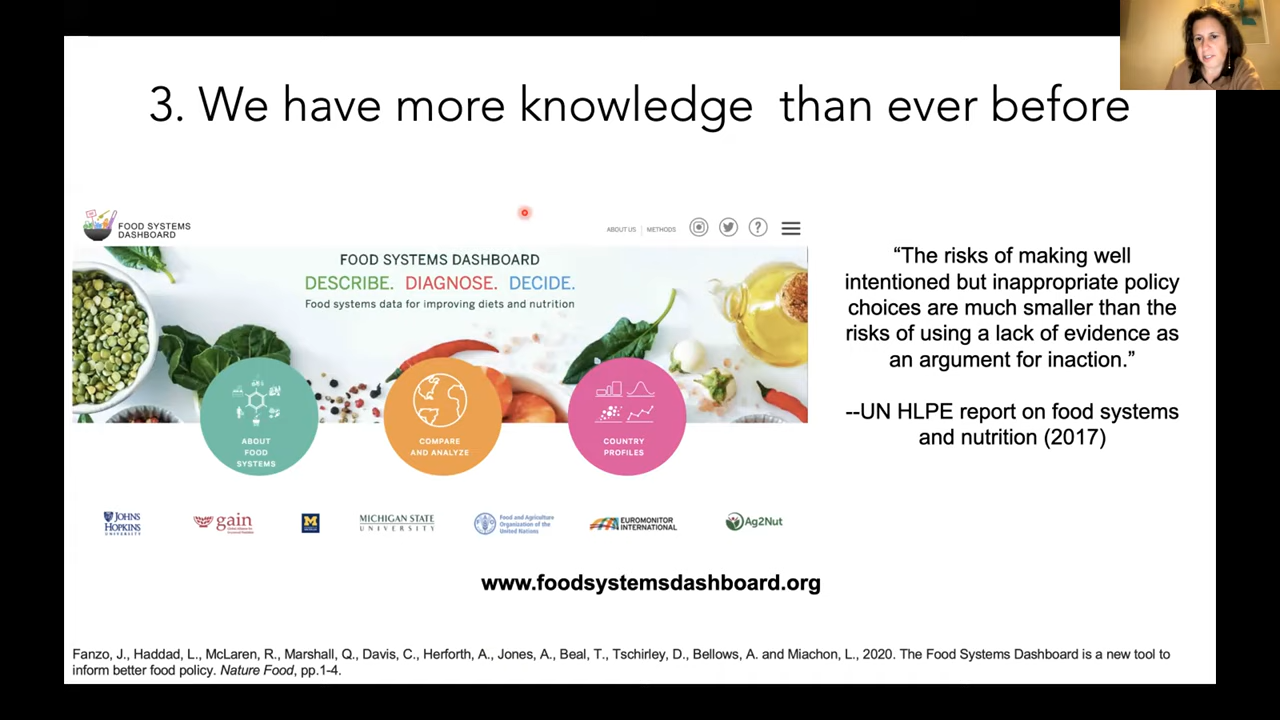 3. We have more knowledge than ever before
FOOD SYSTEMS
DASHBOARD
ABOUT US | METHODS
?
FOOD SYSTEMS DASHBOARD
DESCRIBE. DIAGNOSE. DECIDE.
Food systems data for improving diets and nutrition
ABOUT
FOOD
SYSTEMS
COMPARE
AND ANALYZE
COUNTRY
PROFILES
“The risks of making well
intentioned but inappropriate policy
choices are much smaller than the
risks of using a lack of evidence as
an argument for inaction.”
--UN HLPE report on food systems
and nutrition (2017)
JOHNS
HOPKINS
UNIVERSITY
gain
M
MICHIGAN STATE
UNIVERSITY
Food and Agriculture
Organization of the
United Nations
EUROMONITOR
INTERNATIONAL
Ag2Nut
www.foodsystemsdashboard.org
Fanzo, J., Haddad, L., McLaren, R., Marshall, Q., Davis, C., Herforth, A., Jones, A., Beal, T., Tschirley, D., Bellows, A. and Miachon, L., 2020. The Food Systems Dashboard is a new tool to
inform better food policy. Nature Food, pp.1-4.